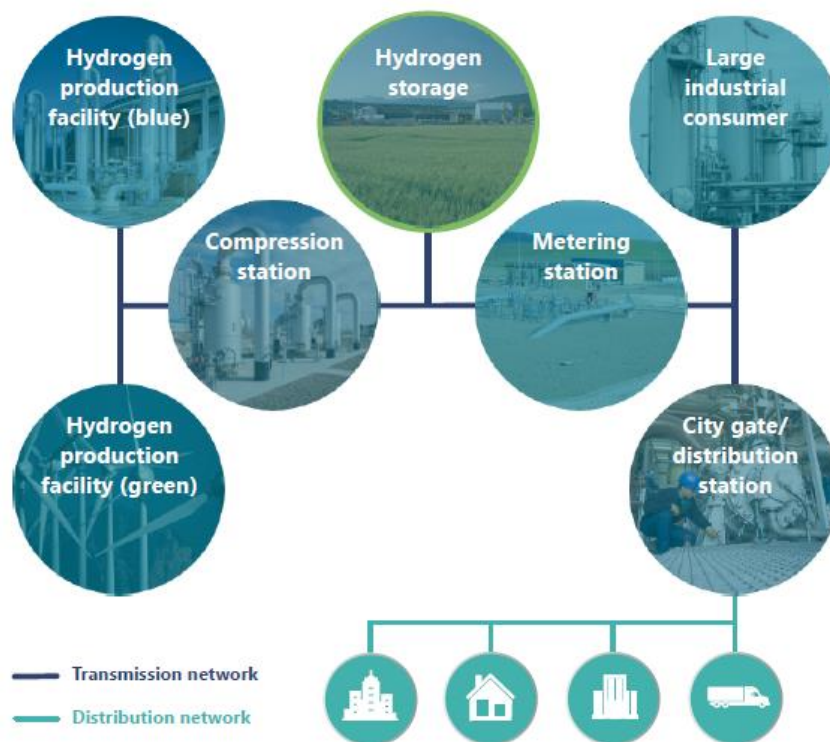 Hydrogen
production
facility (blue)
Hydrogen
storage
Large
industrial
consumer
Compression
station
Metering
station
Hydrogen
production
facility (green)
City gate/
distribution
station
Transmission network
Distribution network